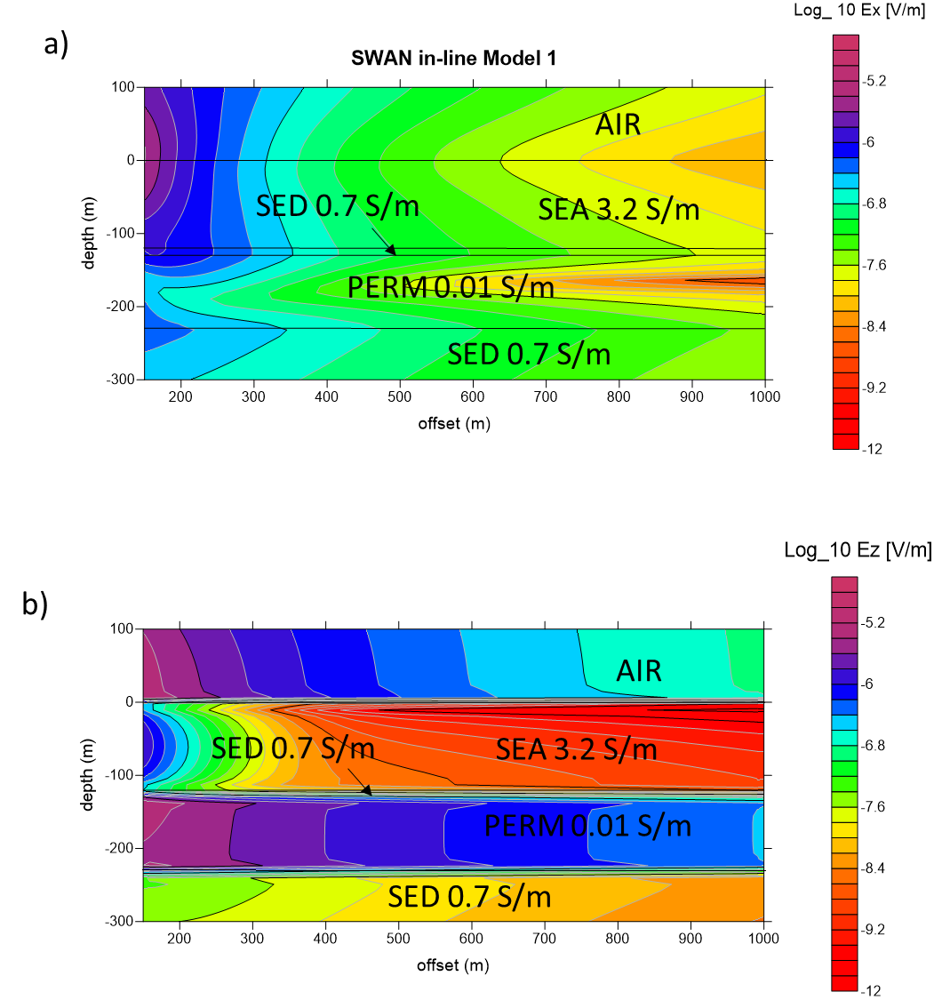 Log_ 10 Ex [V/m]
a)
SWAN in-line Model 1
100
0
-100
-200
-300
depth (m)
AIR
SED 0.7 S/m
SEA 3.2 S/m
PERM 0.01 S/m
SED 0.7 S/m
200 300 400 500 600 700 800 900 1000
offset (m)
-5.2
-6
-6.8
-7.6
-8.4
-9.2
-12
Log_10 Ez [V/m]
b)
100
0
-100
-200
-300
depth (m)
AIR
SED 0.7 S/m
SEA 3.2 S/m
PERM 0.01 S/m
SED 0.7 S/m
200 300 400 500 600 700 800 900 1000
offset (m)
-5.2
-6
-6.8
-7.6
-8.4
-9.2
-12